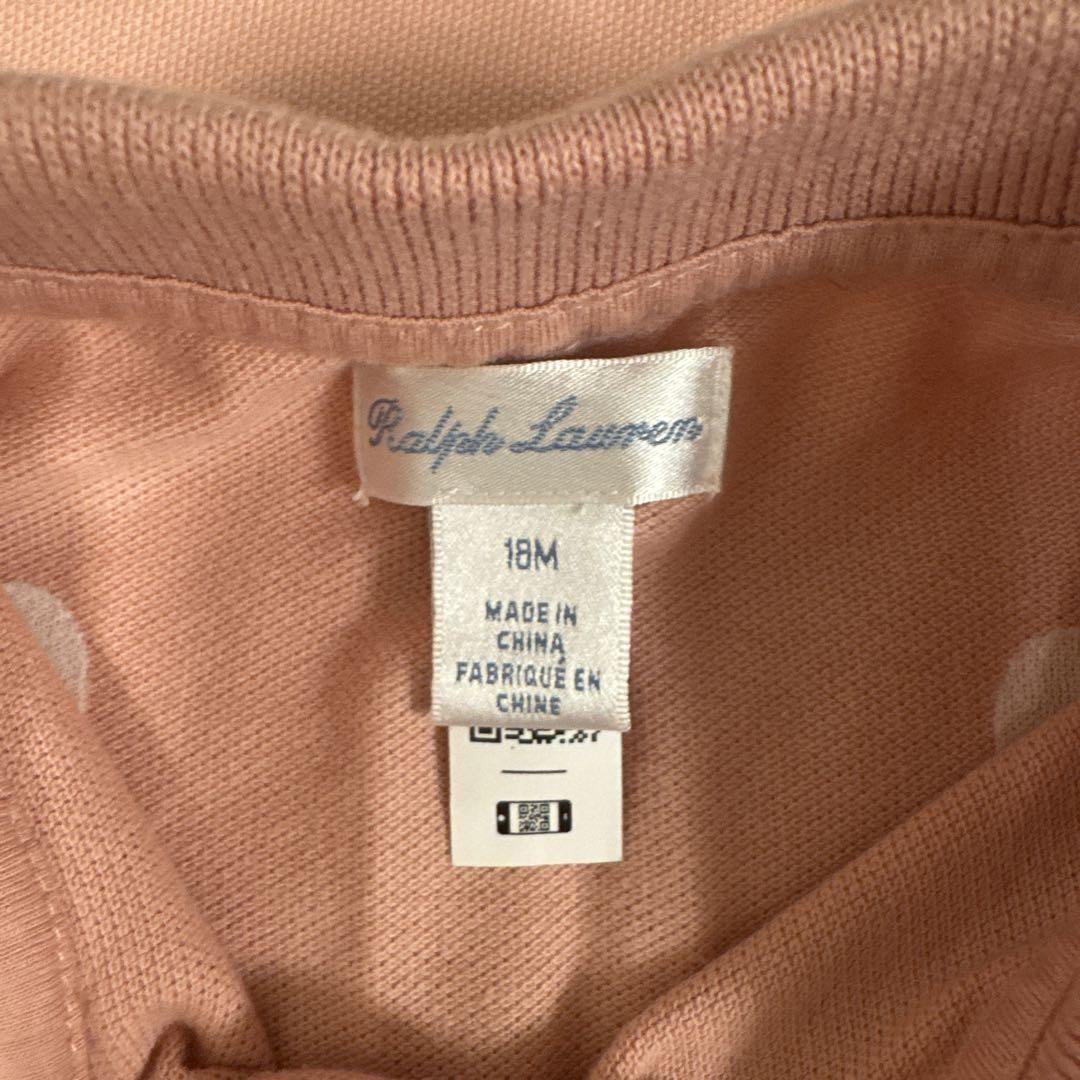 Ralph Lauren
18M
MADE IN
CHINA
FABRIQUÉ EN
CHINE